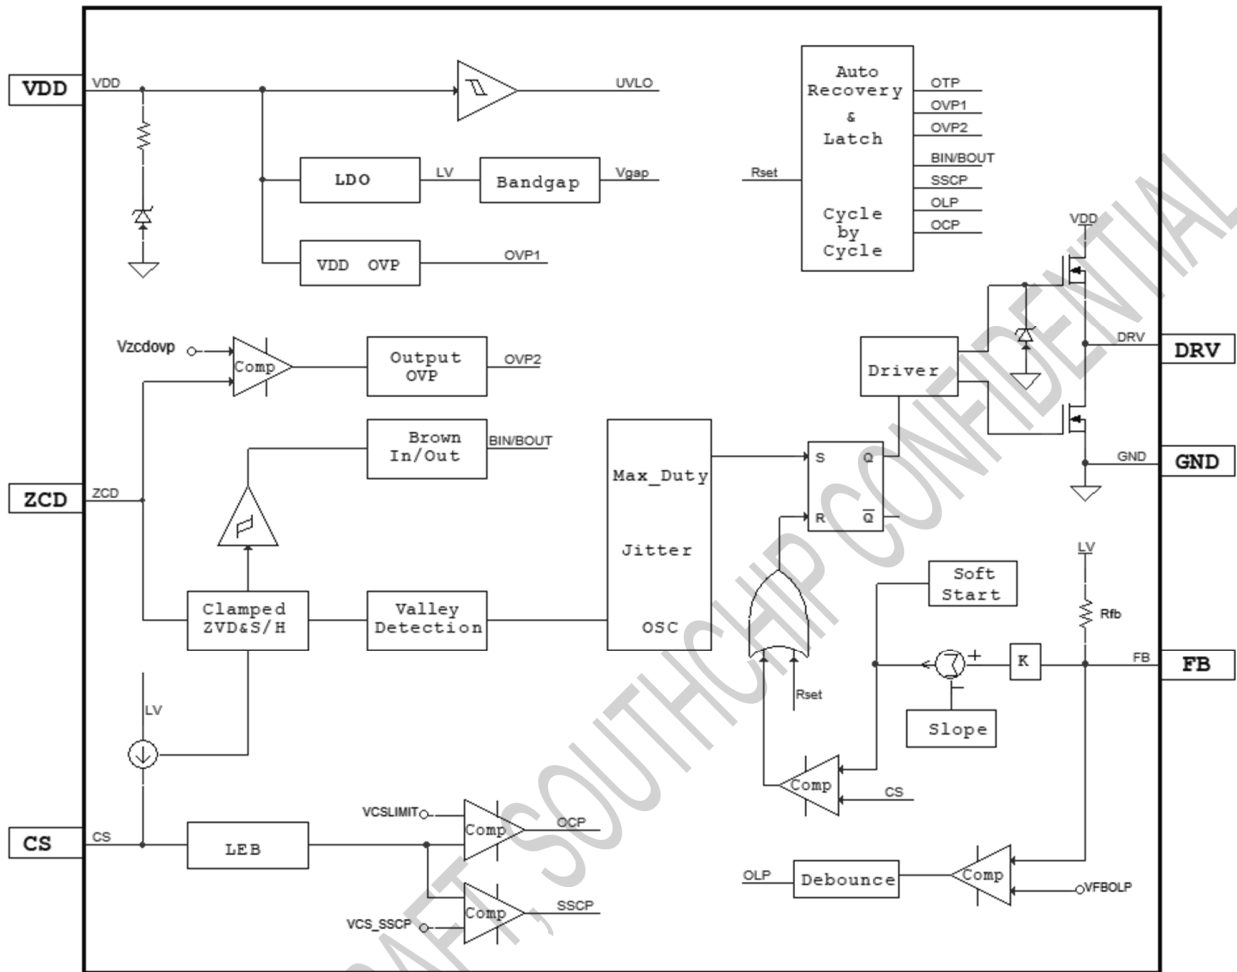 VDD
VDD
UVLO
LDO
LV
Bandgap
Vgap
VDD OVP
OVP1
Auto
Recovery
&
Latch
Cycle
by
Cycle
Rset
OTP
OVP1
OVP2
BIN/BOUT
SSCP
OLP
OCP
VDD
Vzcdovp
Comp
Output
OVP
OVP2
Brown
In/Out
BIN/BOUT
ZCD
ZCD
Clamped
ZVD&S/H
Valley
Detection
Max_Duty
Jitter
OSC
S
Q
R
Q
Driver
DRV
DRV
GND
GND
Soft
Start
LV
Rfb
K
+
-
Σ
FB
FB
Slope
Rset
Comp
CS
LV
CS
CS
LEB
VCSLIMIT
Comp
OCP
VCS_SSCP
Comp
SSCP
OLP
Debounce
Comp
VFBOLP
AFT, SOUTHCHIP CONFIDENTIAL